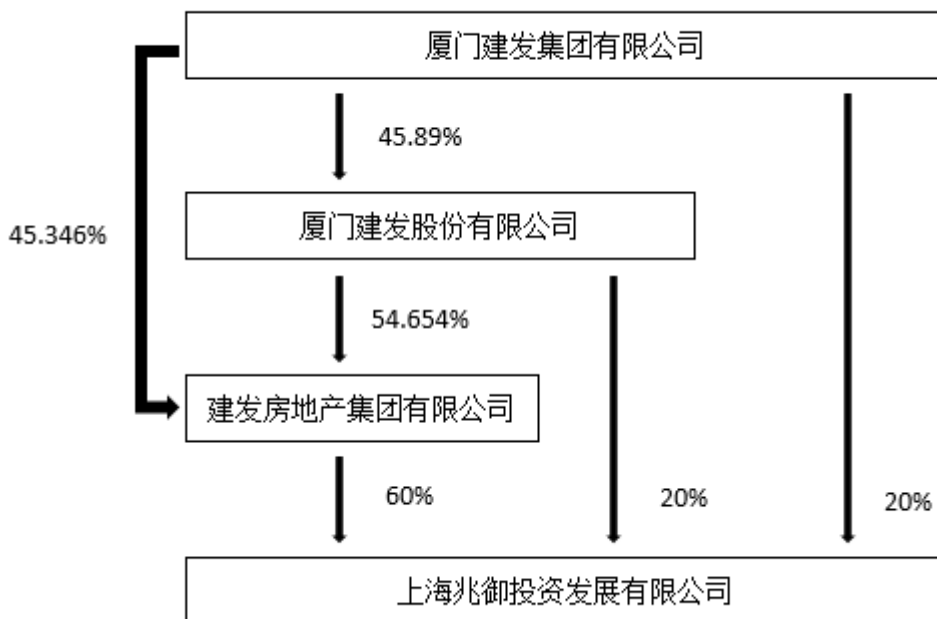 厦门建发集团有限公司
45.89%
45.346%
厦门建发股份有限公司
54.654%
建发房地产集团有限公司
60%
20%
20%
上海兆御投资发展有限公司